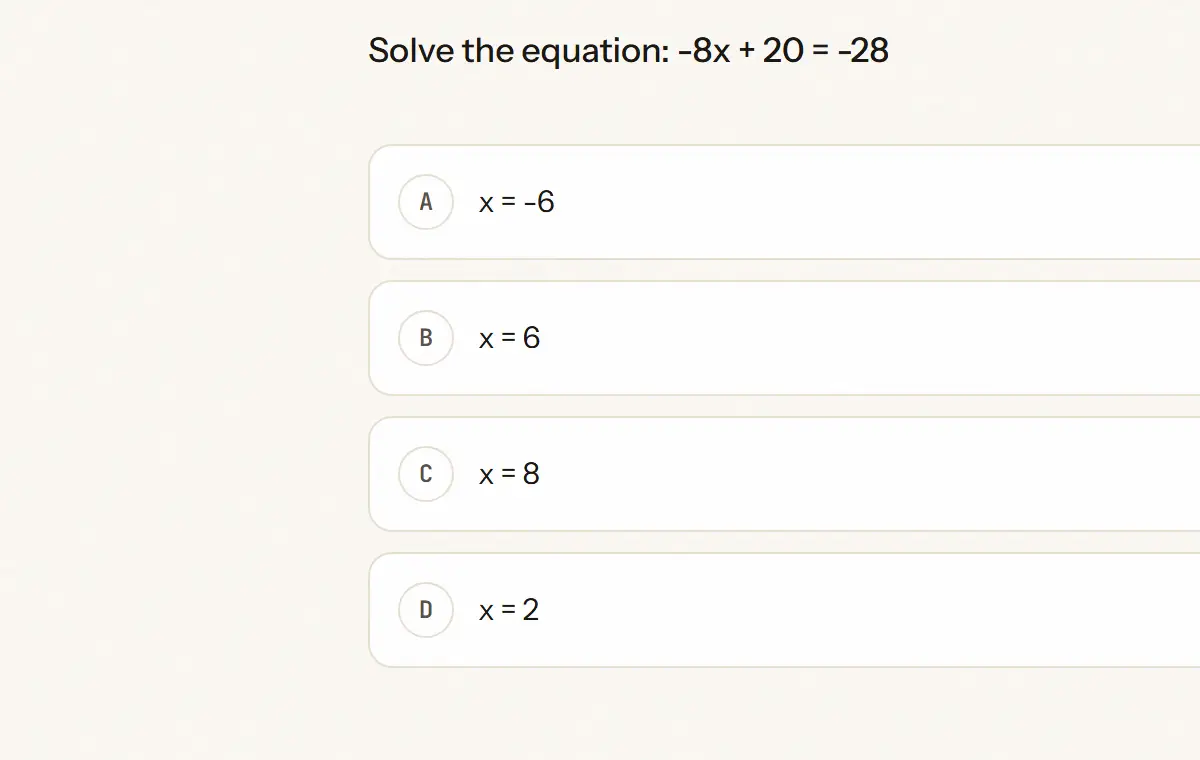 Solve the equation: -8x + 20 = -28
A x = -6
B x = 6
C x = 8
D x = 2